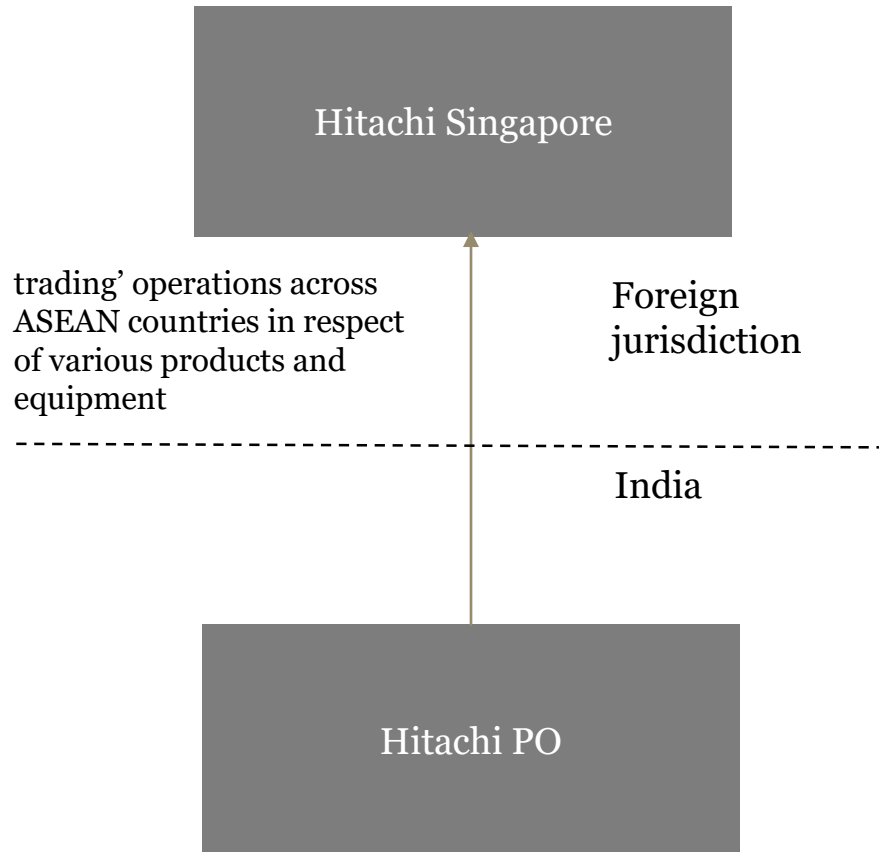 Hitachi Singapore
trading’ operations across
ASEAN countries in respect
of various products and
equipment
Foreign
jurisdiction
India
Hitachi PO